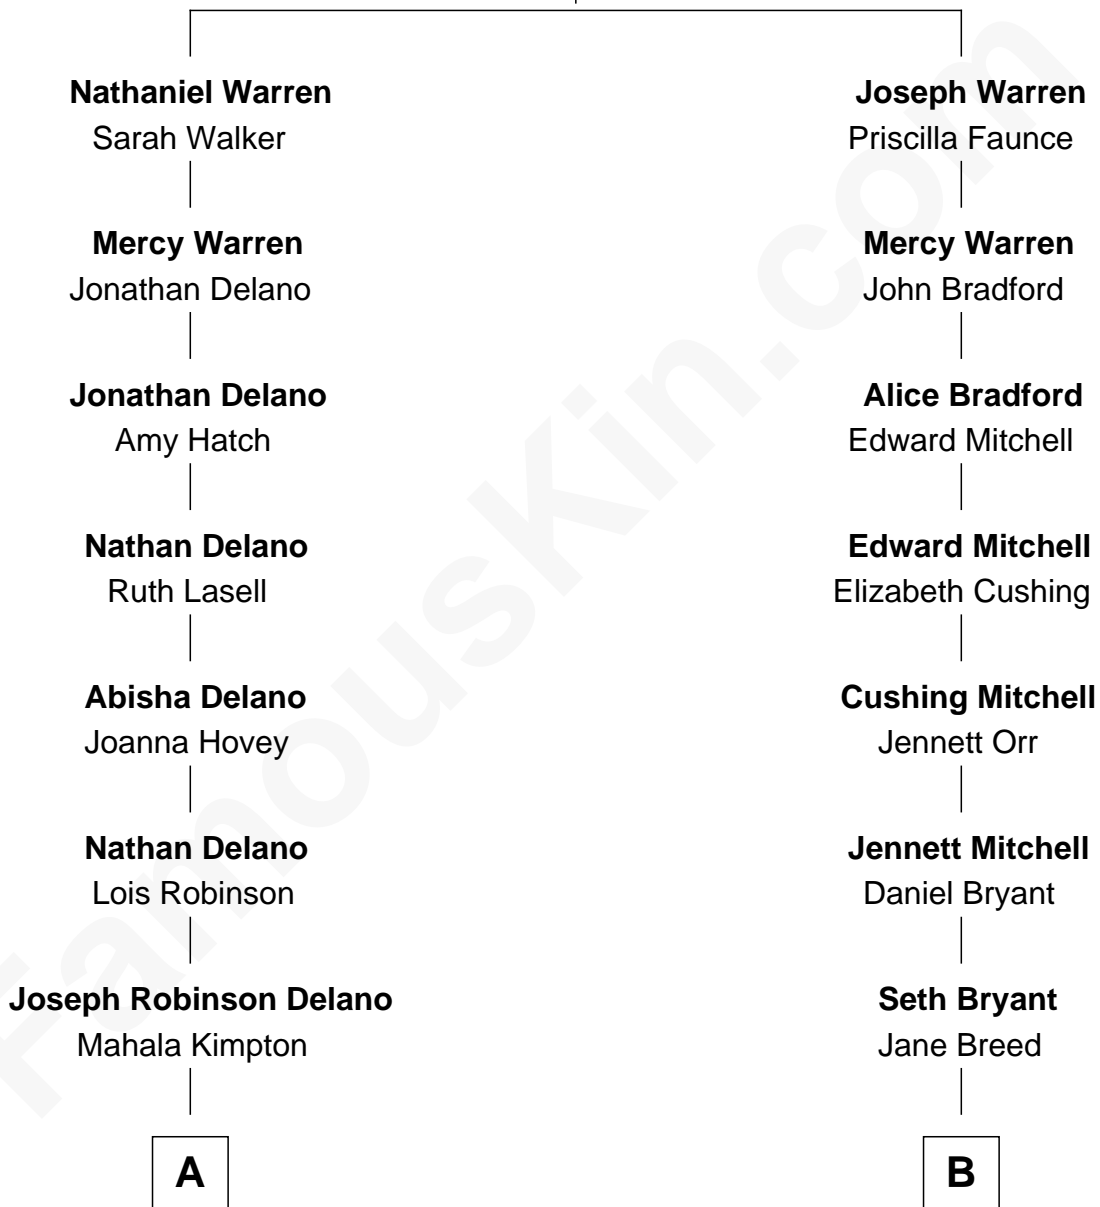 Nathaniel Warren
Sarah Walker
Mercy Warren
Jonathan Delano
Jonathan Delano
Amy Hatch
Nathan Delano
Ruth Lasell
Abisha Delano
Joanna Hovey
Nathan Delano
Lois Robinson
Joseph Robinson Delano
Mahala Kimpton
A
Joseph Warren
Priscilla Faunce
Mercy Warren
John Bradford
Alice Bradford
Edward Mitchell
Edward Mitchell
Elizabeth Cushing
Cushing Mitchell
Jennett Orr
Jennett Mitchell
Daniel Bryant
Seth Bryant
Jane Breed
B
FamousKin.com